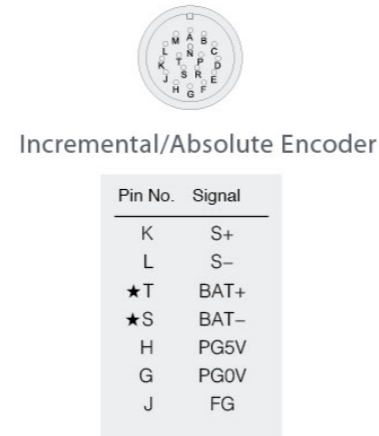 M A B
L N C
K T P D
J S R E
H G F
Incremental/Absolute Encoder
Pin No. Signal
K S+
L S−
★T BAT+
★S BAT−
H PG5V
G PG0V
J FG